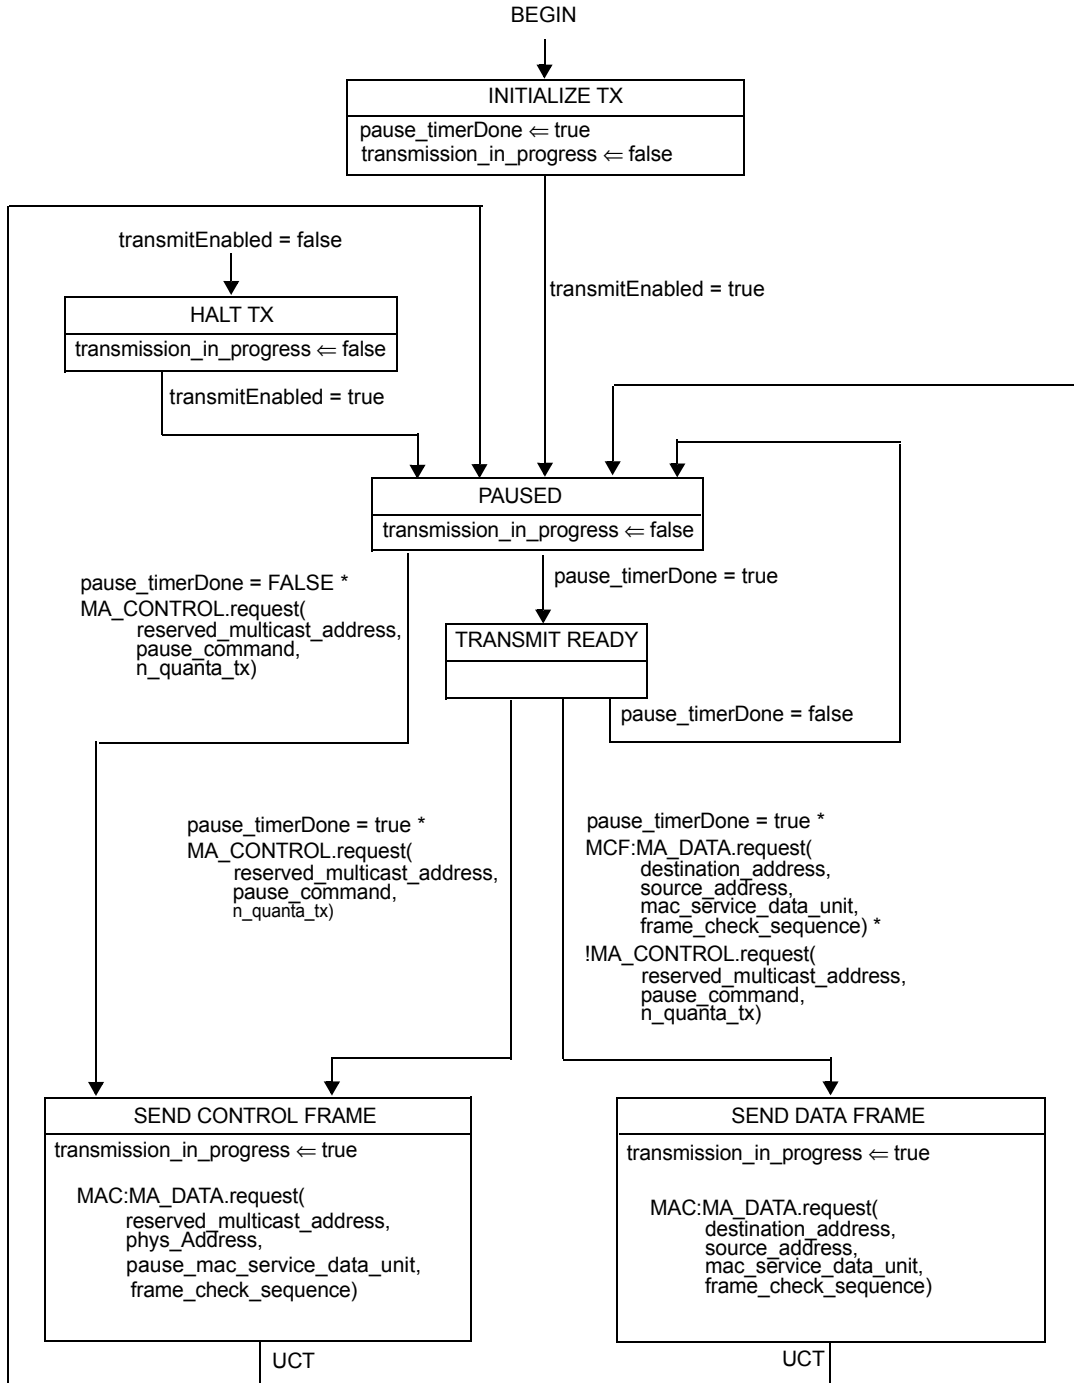 BEGIN
INITIALIZE TX
pause_timerDone ⇐ true
transmission_in_progress ⇐ false
transmitEnabled = false
transmitEnabled = true
HALT TX
transmission_in_progress ⇐ false
transmitEnabled = true
PAUSED
transmission_in_progress ⇐ false
pause_timerDone = FALSE *
MA_CONTROL.request(
reserved_multicast_address,
pause_command,
n_quanta_tx)
pause_timerDone = true
TRANSMIT READY
pause_timerDone = false
pause_timerDone = true *
MA_CONTROL.request(
reserved_multicast_address,
pause_command,
n_quanta_tx)
pause_timerDone = true *
MCF:MA_DATA.request(
destination_address,
source_address,
mac_service_data_unit,
frame_check_sequence) *
!MA_CONTROL.request(
reserved_multicast_address,
pause_command,
n_quanta_tx)
SEND CONTROL FRAME
transmission_in_progress ⇐ true
MAC:MA_DATA.request(
reserved_multicast_address,
phys_Address,
pause_mac_service_data_unit,
frame_check_sequence)
UCT
SEND DATA FRAME
transmission_in_progress ⇐ true
MAC:MA_DATA.request(
destination_address,
source_address,
mac_service_data_unit,
frame_check_sequence)
UCT